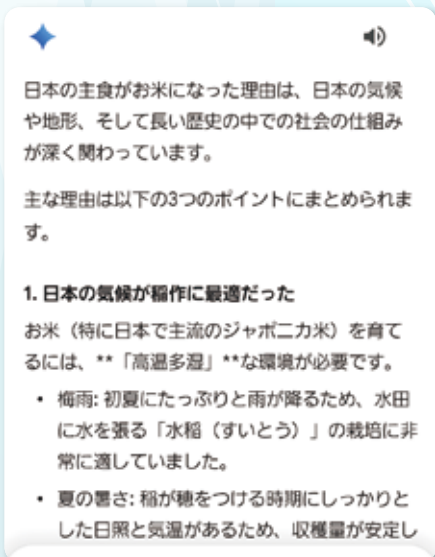 日本の主食がお米になった理由は、日本の気候
や地形、そして長い歴史の中での社会の仕組み
が深く関わっています。
主な理由は以下の3つのポイントにまとめられま
す。
1. 日本の気候が稲作に最適だった
お米（特に日本で主流のジャポニカ米）を育て
るには、**「高温多湿」**な環境が必要です。
• 梅雨: 初夏にたっぷりと雨が降るため、水田
に水を張る「水稲（すいとう）」の栽培に非
常に適していました。
• 夏の暑さ: 稲が穂をつける時期にしっかりと
した日照と気温があるため、収穫量が安定し